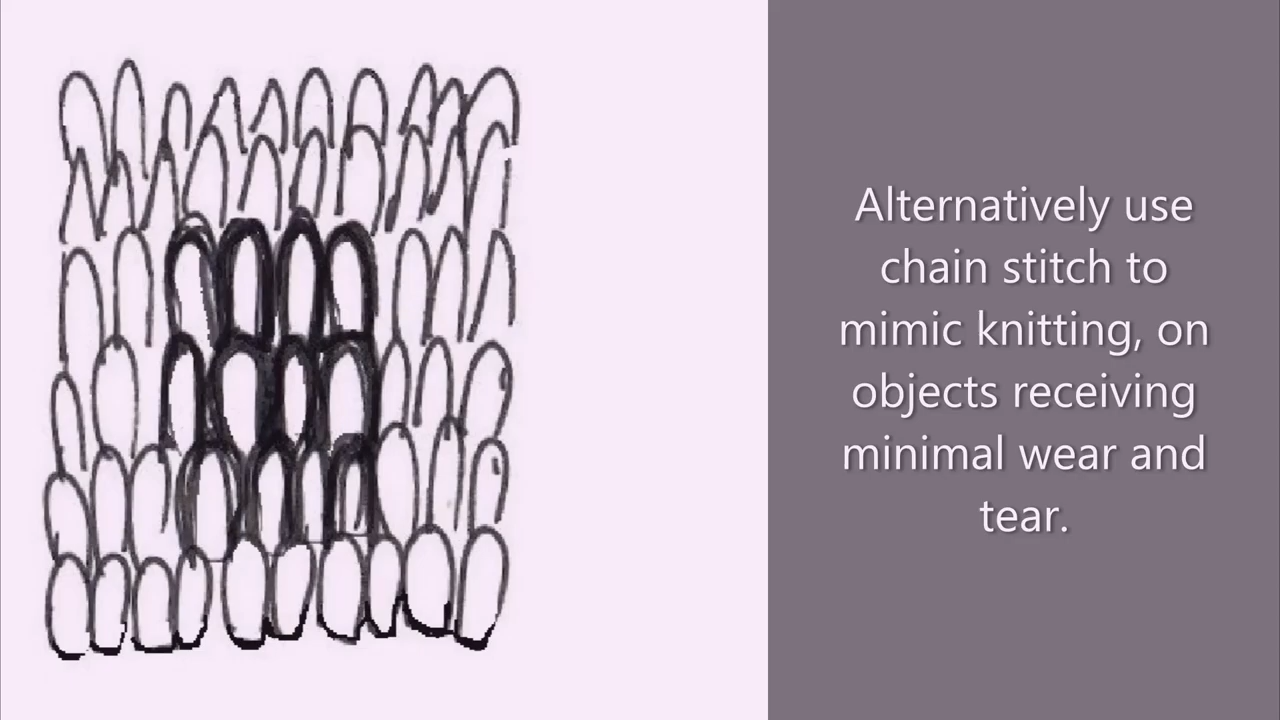 Alternatively use
chain stitch to
mimic knitting, on
objects receiving
minimal wear and
tear.